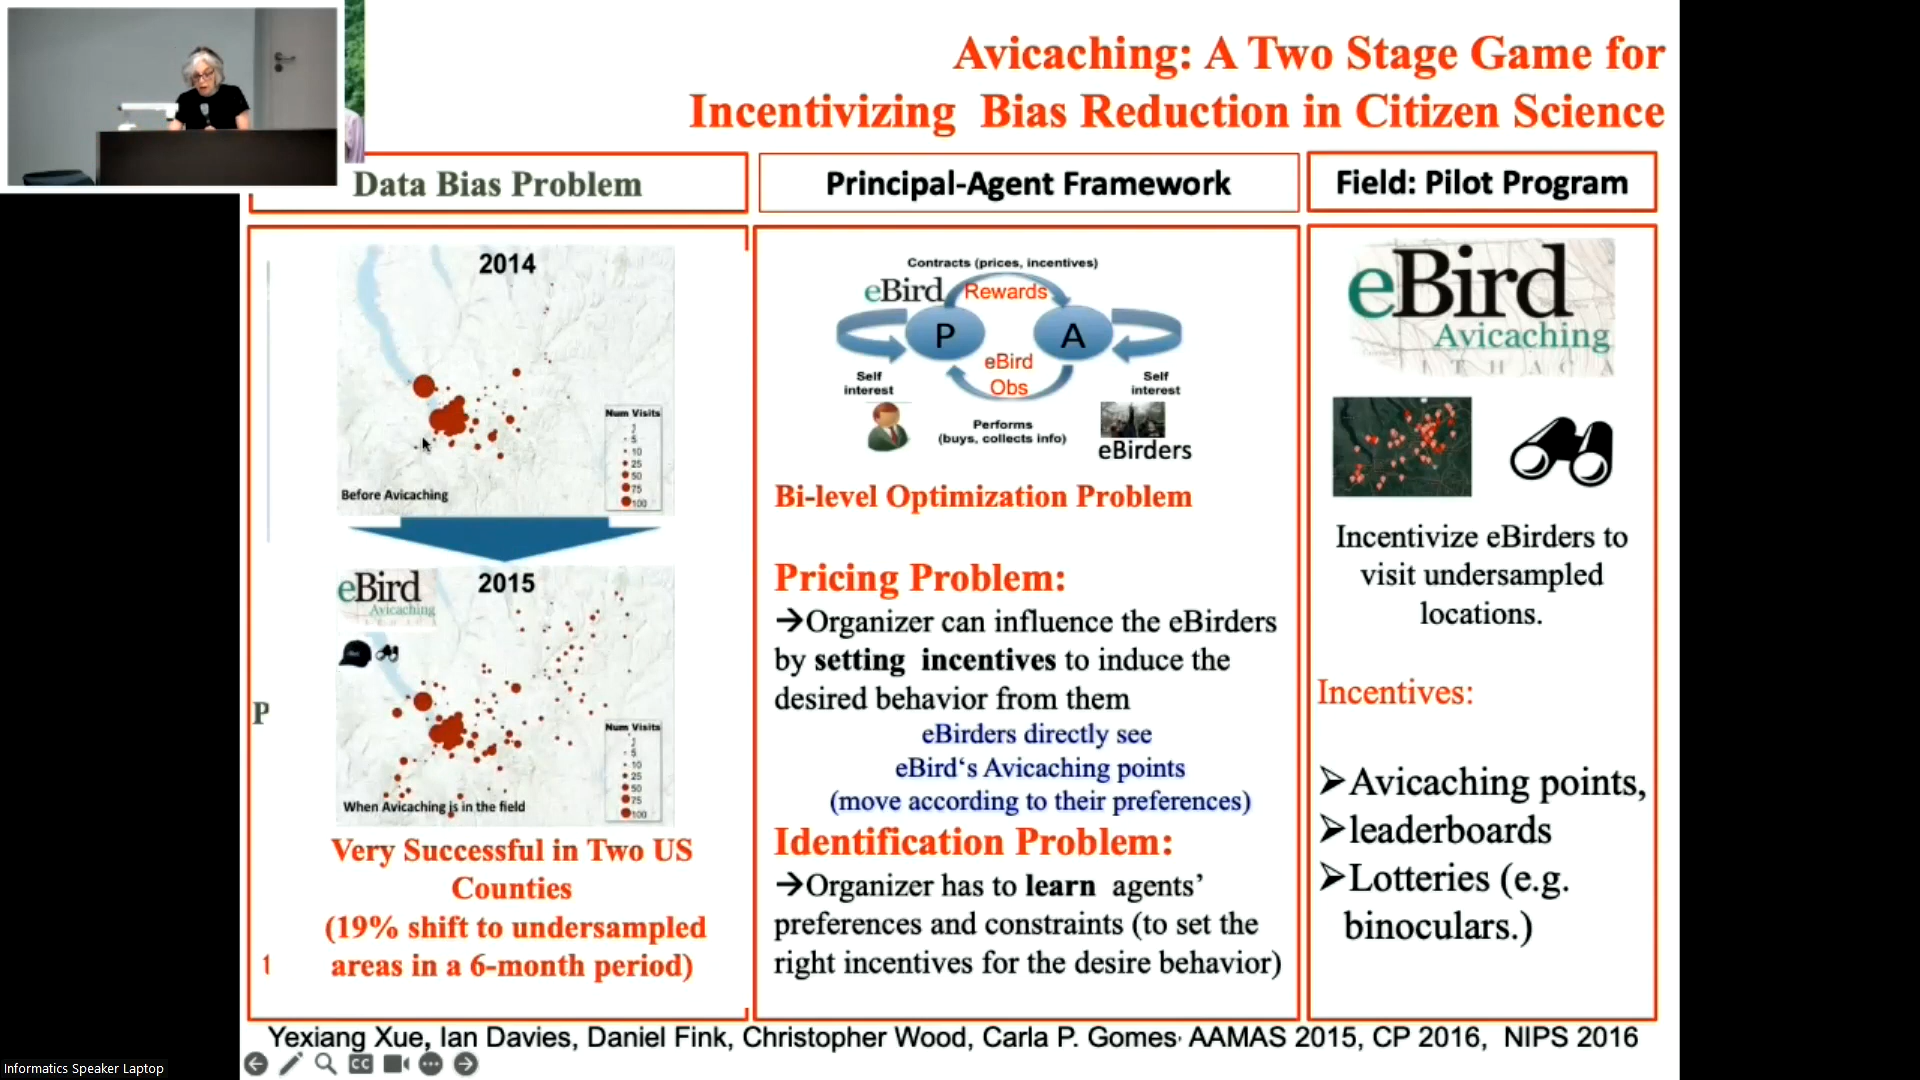 Avicaching: A Two Stage Game for
Incentivizing Bias Reduction in Citizen Science
Data Bias Problem
2014
Num Visits
1
5
10
25
50
75
100
Before Avicaching
eBird
Avicaching
2015
Num Visits
1
5
10
25
50
75
100
When Avicaching is in the field
P
Very Successful in Two US
Counties
(19% shift to undersampled
areas in a 6-month period)
Principal-Agent Framework
Contracts (prices, incentives)
eBird
Rewards
P
A
eBird
Obs
Self
interest
Self
interest
Performs
(buys, collects info)
eBirders
Bi-level Optimization Problem
Pricing Problem:
→Organizer can influence the eBirders
by setting incentives to induce the
desired behavior from them
eBirders directly see
eBird‘s Avicaching points
(move according to their preferences)
Identification Problem:
→Organizer has to learn agents’
preferences and constraints (to set the
right incentives for the desire behavior)
Field: Pilot Program
eBird
Avicaching
ITHACA
Incentivize eBirders to
visit undersampled
locations.
Incentives:
➢Avicaching points,
➢leaderboards
➢Lotteries (e.g.
binoculars.)
Yexiang Xue, Ian Davies, Daniel Fink, Christopher Wood, Carla P. Gomes, AAMAS 2015, CP 2016, NIPS 2016
CC
Informatics Speaker Laptop